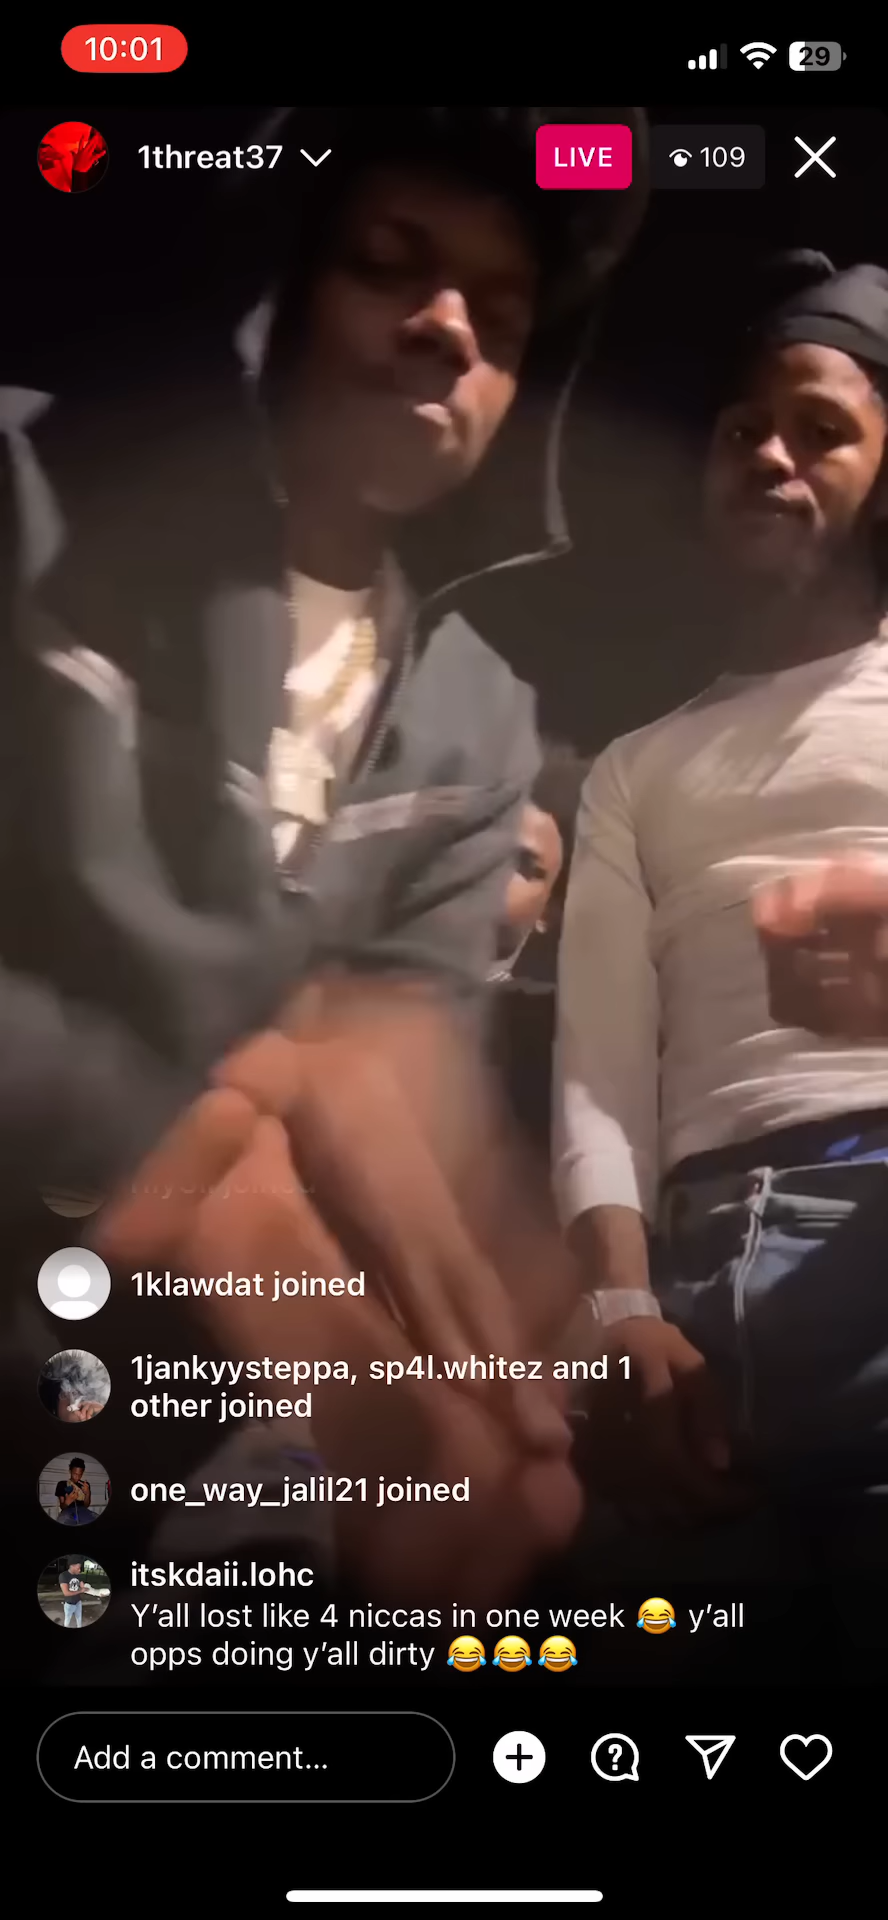 10:01
29
1threat37
LIVE
109
1klawdat joined
1jankyysteppa, sp4l.whitez and 1
other joined
one_way_jalil21 joined
itskdaii.lohc
Y’all lost like 4 niccas in one week 😂 y’all
opps doing y’all dirty 😂😂😂
Add a comment...